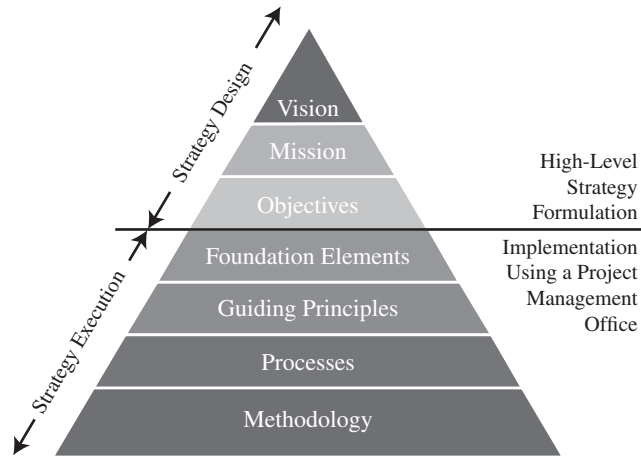 Strategy Design
Strategy Execution
Vision
Mission
Objectives
Foundation Elements
Guiding Principles
Processes
Methodology
High-Level
Strategy
Formulation
Implementation
Using a Project
Management
Office